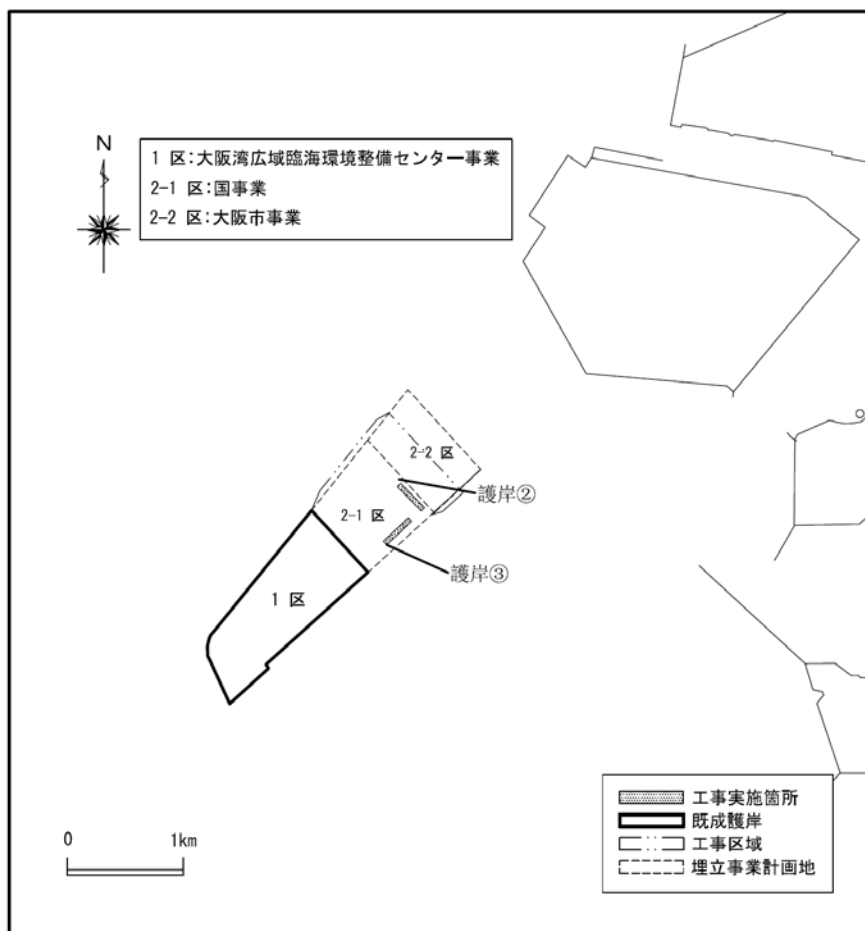 N
1 区:大阪湾広域臨海環境整備センター事業
2-1 区:国事業
2-2 区:大阪市事業
2-2 区
護岸②
2-1 区
護岸③
1 区
工事実施箇所
既成護岸
工事区域
埋立事業計画地
0 1km